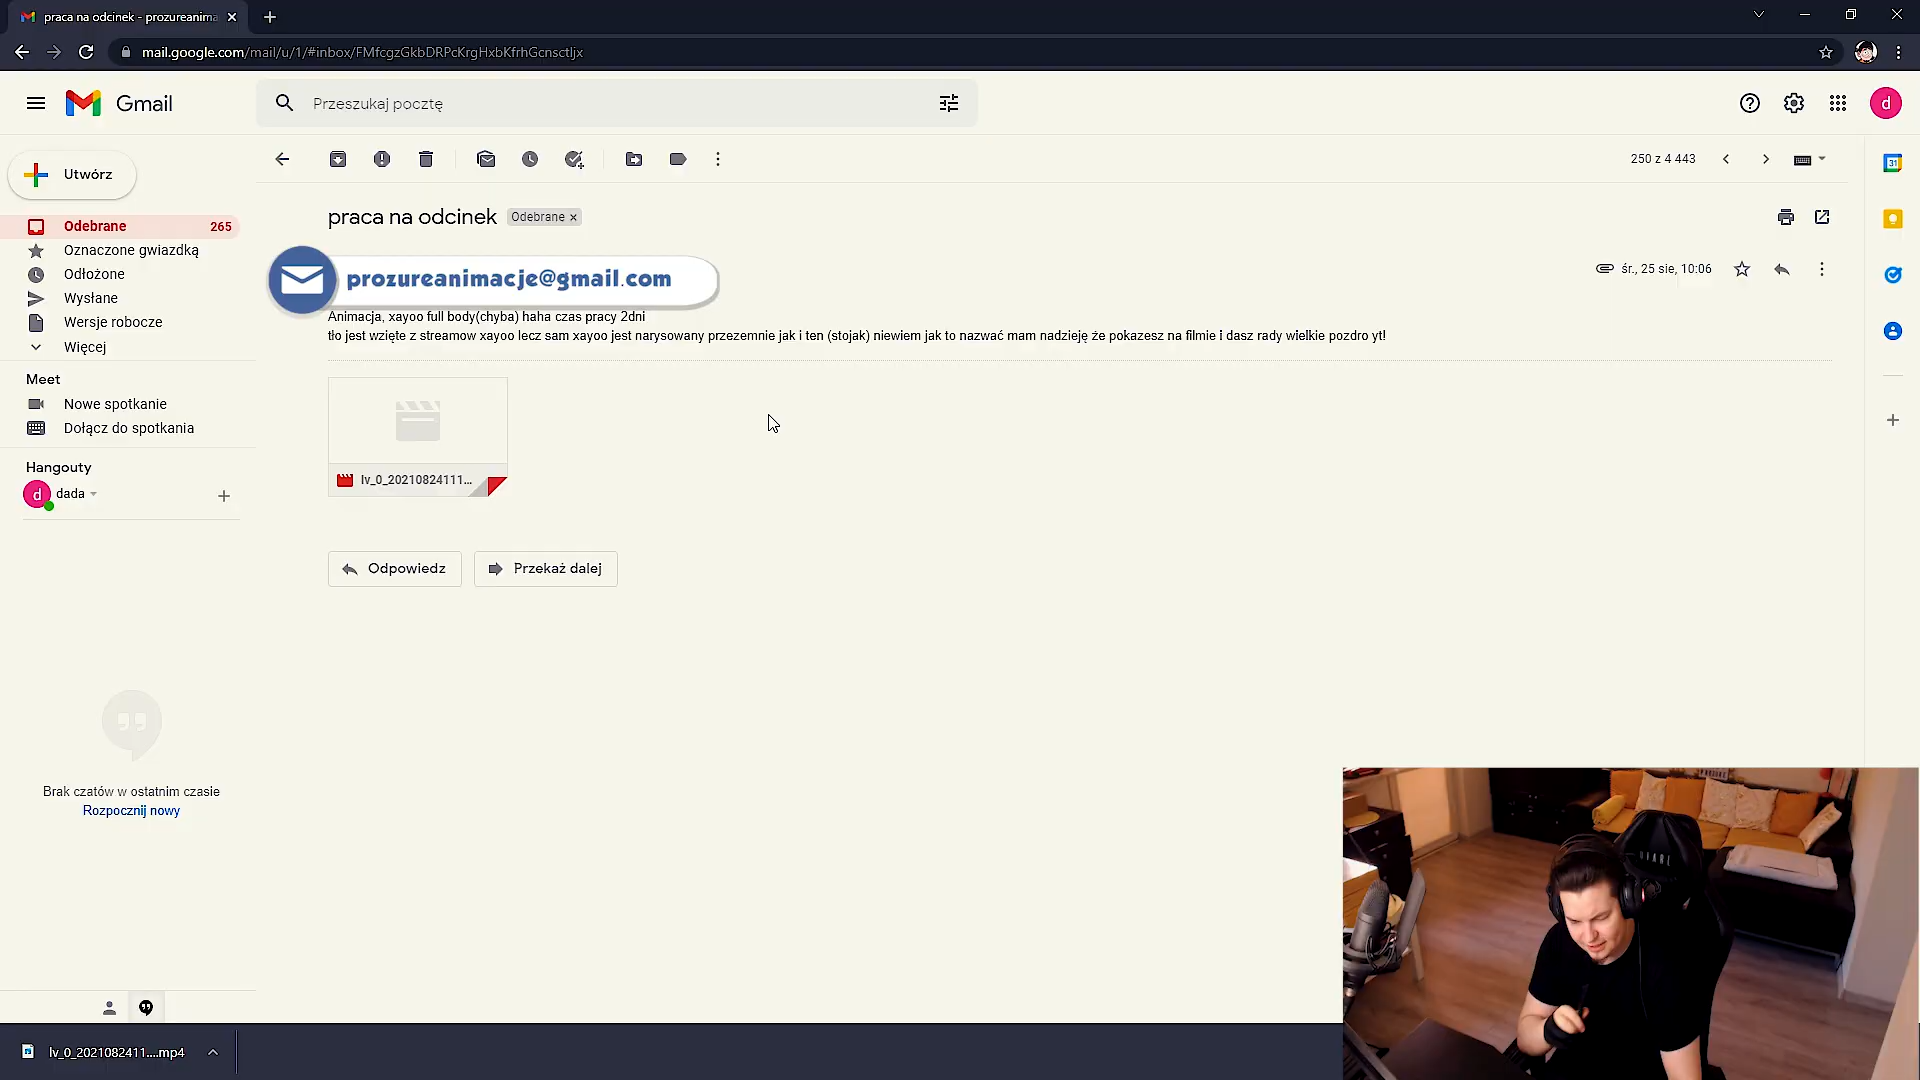 praca na odcinek - prozureanima
mail.google.com/mail/u/1/#inbox/FMfcgzGkbDRPcKrgHxbKfrhGcnsctljx
Gmail
Przeszukaj pocztę
d
Utwórz
250 z 4 443
31
Odebrane 265
Oznaczone gwiazdką
Odłożone
Wysłane
Wersje robocze
Więcej
praca na odcinek Odebrane x
prozureanimacje@gmail.com
śr., 25 sie, 10:06
Animacja, xayoo full body(chyba) haha czas pracy 2dni
tło jest wzięte z streamow xayoo lecz sam xayoo jest narysowany przezemnie jak i ten (stojak) niewiem jak to nazwać mam nadzieję że pokazesz na filmie i dasz rady wielkie pozdro yt!
Meet
Nowe spotkanie
Dołącz do spotkania
Hangouty
d dada
lv_0_20210824111...
Odpowiedz
Przekaż dalej
Brak czatów w ostatnim czasie
Rozpocznij nowy
lv_0_2021082411....mp4